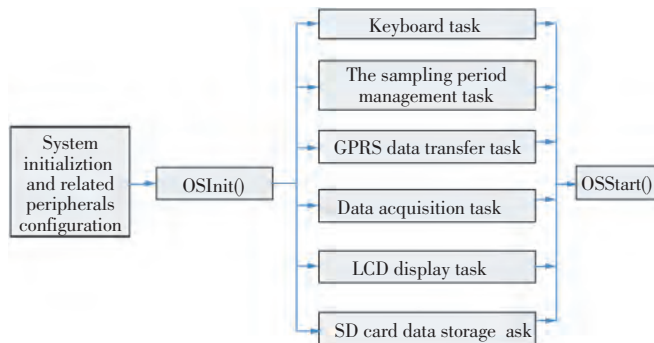 System
initializtion
and related
peripherals
configuration
OSInit()
Keyboard task
The sampling period
management task
GPRS data transfer task
Data acquisition task
LCD display task
SD card data storage ask
OSStart()